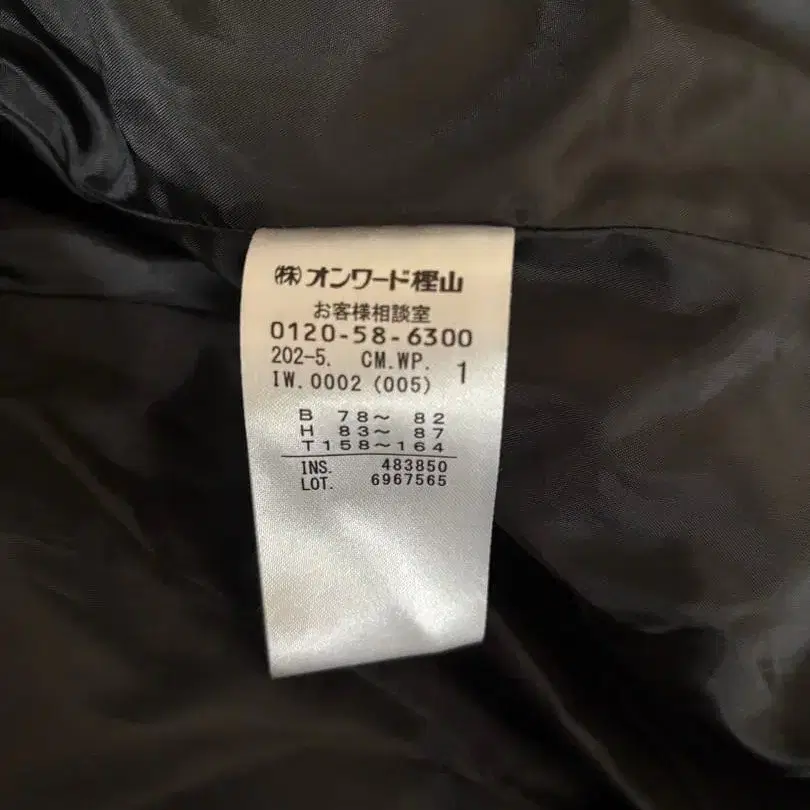 ㈱オンワード樫山
お客様相談室
0120-58-6300
202-5. CM.WP. 1
IW.0002 (005)
B 78〜 82
H 83〜 87
T158〜164
INS. 483850
LOT. 6967565